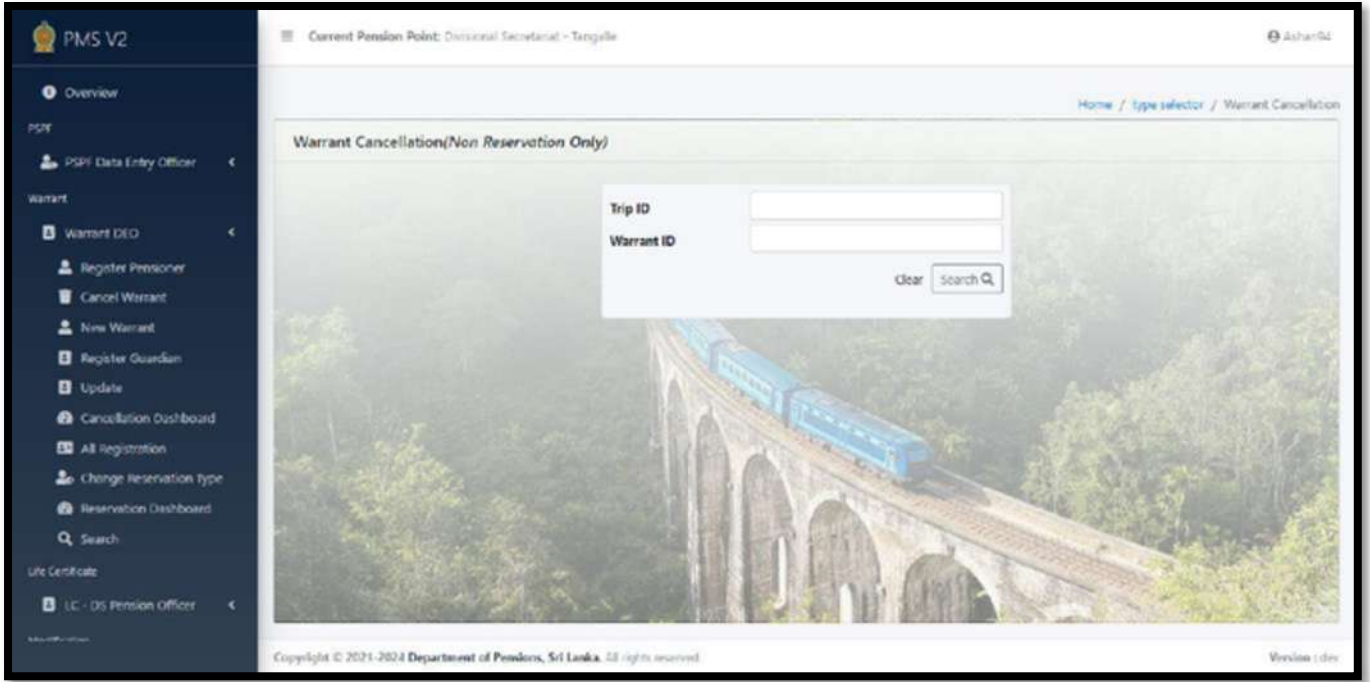 PMS V2
Current Pension Point: Divisional Secretariat - Tangalle
Ashan94
Overview
Home / type selector / Warrant Cancellation
PSPF
Warrant Cancellation(Non Reservation Only)
PSPF Data Entry Officer
Warrant
Trip ID
Warrant DEO
Warrant ID
Register Pensioner
Clear Search
Cancel Warrant
New Warrant
Register Guardian
Update
Cancellation Dashboard
All Registration
Change Reservation Type
Reservation Dashboard
Search
Life Certificate
LC - DS Pension Officer
Copyright © 2021-2024 Department of Pensions, Sri Lanka. All rights reserved.
Version : dev